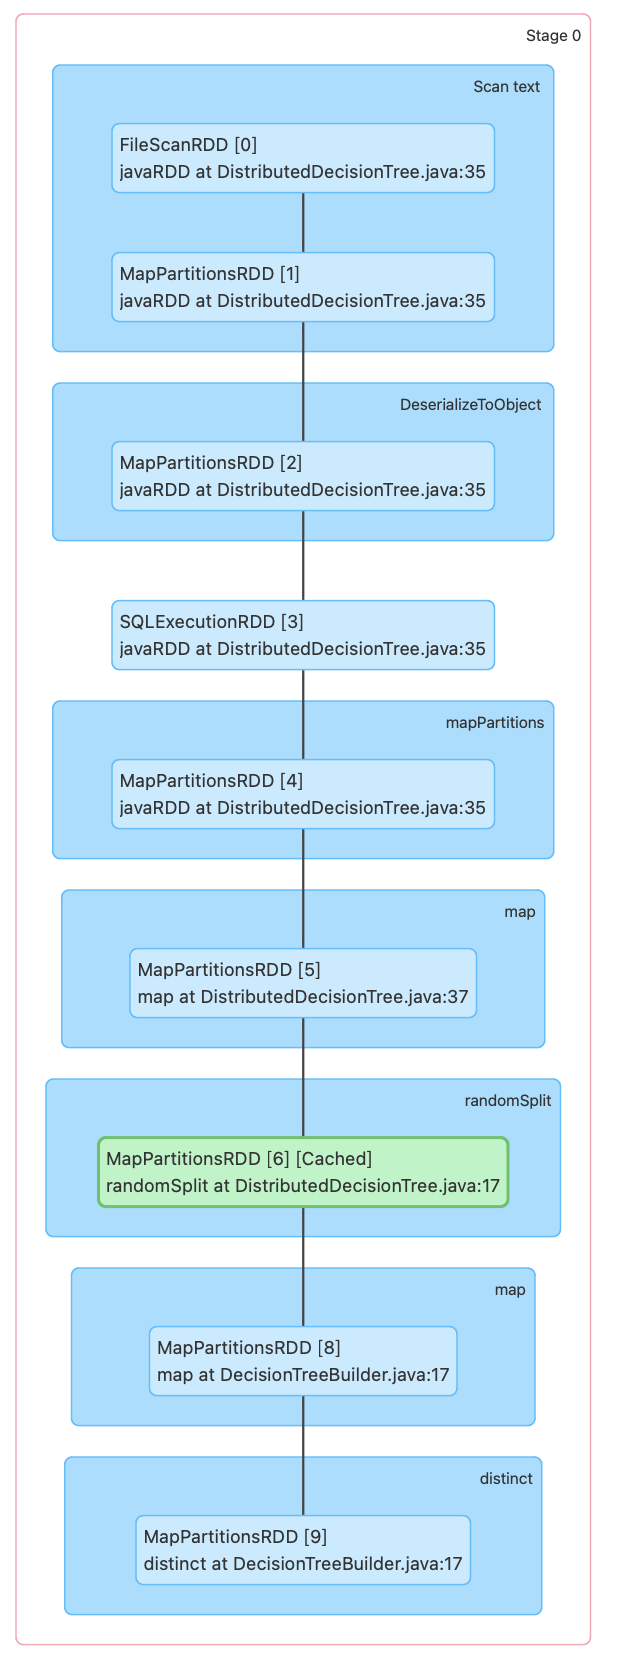 Stage 0
Scan text
FileScanRDD [0]
javaRDD at DistributedDecisionTree.java:35
MapPartitionsRDD [1]
javaRDD at DistributedDecisionTree.java:35
DeserializeToObject
MapPartitionsRDD [2]
javaRDD at DistributedDecisionTree.java:35
SQLExecutionRDD [3]
javaRDD at DistributedDecisionTree.java:35
mapPartitions
MapPartitionsRDD [4]
javaRDD at DistributedDecisionTree.java:35
map
MapPartitionsRDD [5]
map at DistributedDecisionTree.java:37
randomSplit
MapPartitionsRDD [6] [Cached]
randomSplit at DistributedDecisionTree.java:17
map
MapPartitionsRDD [8]
map at DecisionTreeBuilder.java:17
distinct
MapPartitionsRDD [9]
distinct at DecisionTreeBuilder.java:17